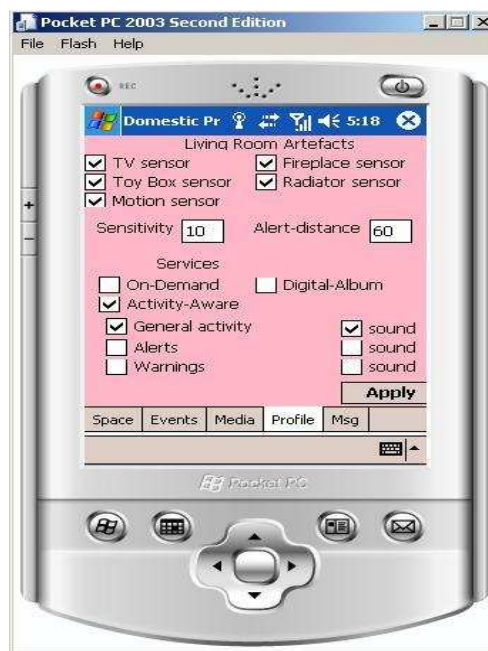 Pocket PC 2003 Second Edition
File Flash Help
REC
Domestic Pr 5:18
Living Room Artefacts
TV sensor Fireplace sensor
Toy Box sensor Radiator sensor
Motion sensor
Sensitivity 10 Alert-distance 60
Services
On-Demand Digital-Album
Activity-Aware
General activity sound
Alerts sound
Warnings sound
Apply
Space Events Media Profile Msg
Pocket PC